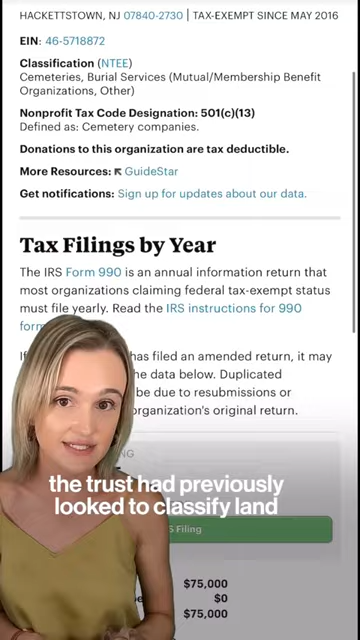 HACKETTSTOWN, NJ 07840-2730 | TAX-EXEMPT SINCE MAY 2016
EIN: 46-5718872
Classification (NTEE)
Cemeteries, Burial Services (Mutual/Membership Benefit
Organizations, Other)
Nonprofit Tax Code Designation: 501(c)(13)
Defined as: Cemetery companies.
Donations to this organization are tax deductible.
More Resources: GuideStar
Get notifications: Sign up for updates about our data.
Tax Filings by Year
The IRS Form 990 is an annual information return that
most organizations claiming federal tax-exempt status
must file yearly. Read the IRS instructions for 990
form
has filed an amended return, it may
data below. Duplicated
be due to resubmissions or
organization's original return.
the trust had previously
looked to classify land
Filing
$75,000
$0
$75,000